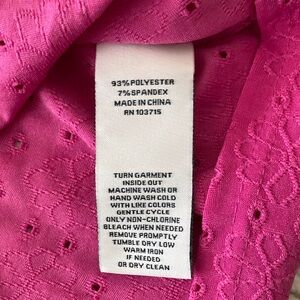 93% POLYESTER
7% SPANDEX
MADE IN CHINA
RN 103715
TURN GARMENT
INSIDE OUT
MACHINE WASH OR
HAND WASH COLD
WITH LIKE COLORS
GENTLE CYCLE
ONLY NON-CHLORINE
BLEACH WHEN NEEDED
REMOVE PROMPTLY
TUMBLE DRY LOW
WARM IRON
IF NEEDED
OR DRY CLEAN